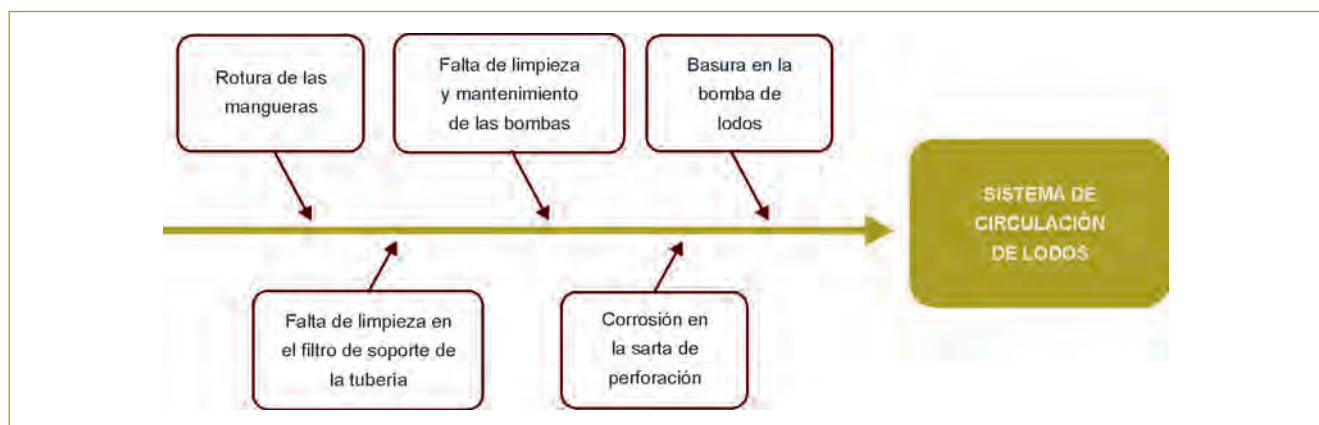 Rotura de las
mangueras
Falta de limpieza
y mantenimiento
de las bombas
Basura en la
bomba de
lodos
SISTEMA DE
CIRCULACIÓN
DE LODOS
Falta de limpieza en
el filtro de soporte de
la tubería
Corrosión en
la sarta de
perforación